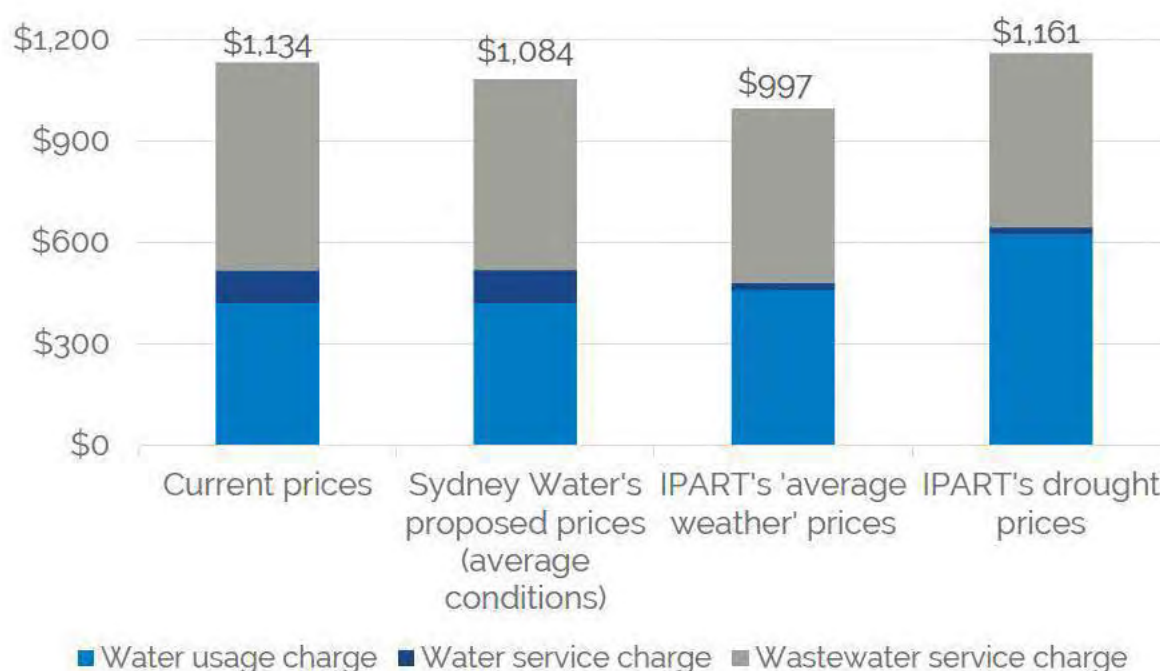 $1,200
$1,134
$1,084
$997
$1,161
$900
$600
$300
$0
Current prices
Sydney Water's
proposed prices
(average
conditions)
IPART's 'average
weather' prices
IPART's drought
prices
Water usage charge
Water service charge
Wastewater service charge